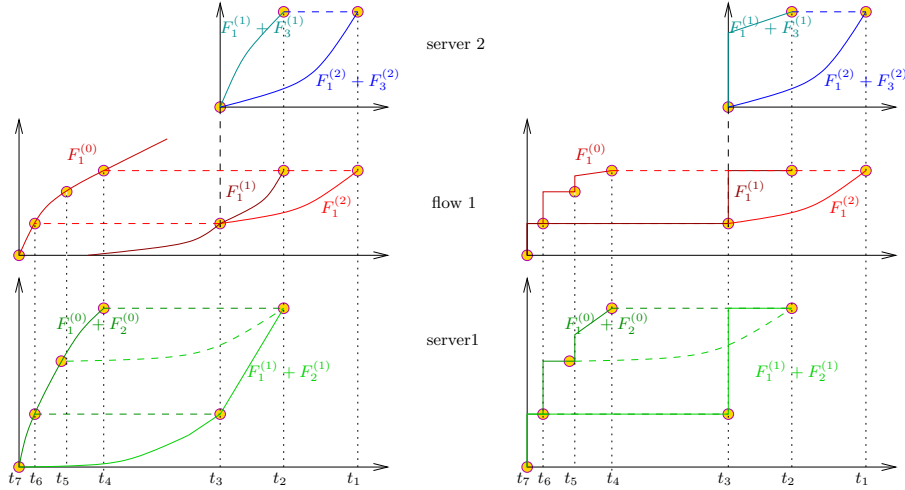 $F_1^{(1)} + F_3^{(1)}$
$F_1^{(2)} + F_3^{(2)}$
server 2
$F_1^{(1)} + F_3^{(1)}$
$F_1^{(2)} + F_3^{(2)}$
$F_1^{(0)}$
$F_1^{(1)}$
$F_1^{(2)}$
flow 1
$F_1^{(0)}$
$F_1^{(1)}$
$F_1^{(2)}$
$F_1^{(0)} + F_2^{(0)}$
$F_1^{(1)} + F_2^{(1)}$
server1
$F_1^{(0)} + F_2^{(0)}$
$F_1^{(1)} + F_2^{(1)}$
$t_7$ $t_6$ $t_5$ $t_4$ $t_3$ $t_2$ $t_1$
$t_7$ $t_6$ $t_5$ $t_4$ $t_3$ $t_2$ $t_1$